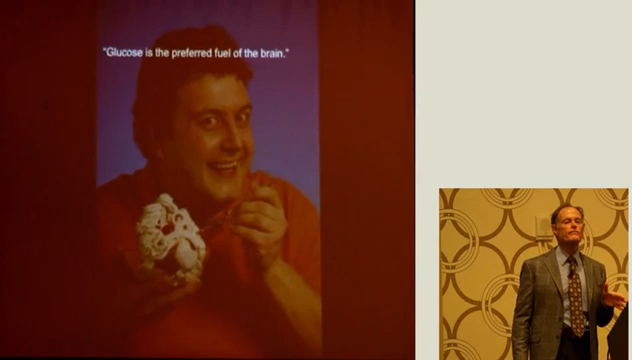 "Glucose is the preferred fuel of the brain."